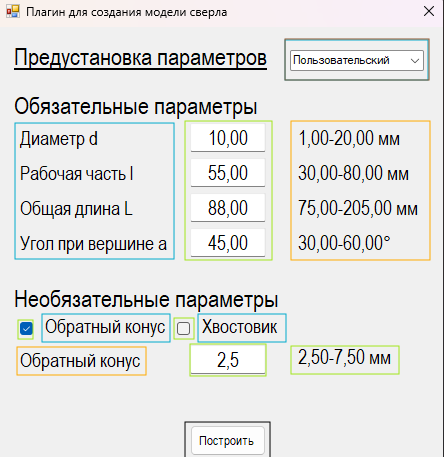 Плагин для создания модели сверла
Предустановка параметров Пользовательский
Обязательные параметры
Диаметр d 10,00 1,00-20,00 мм
Рабочая часть l 55,00 30,00-80,00 мм
Общая длина L 88,00 75,00-205,00 мм
Угол при вершине a 45,00 30,00-60,00°
Необязательные параметры
Обратный конус Хвостовик
Обратный конус 2,5 2,50-7,50 мм
Построить